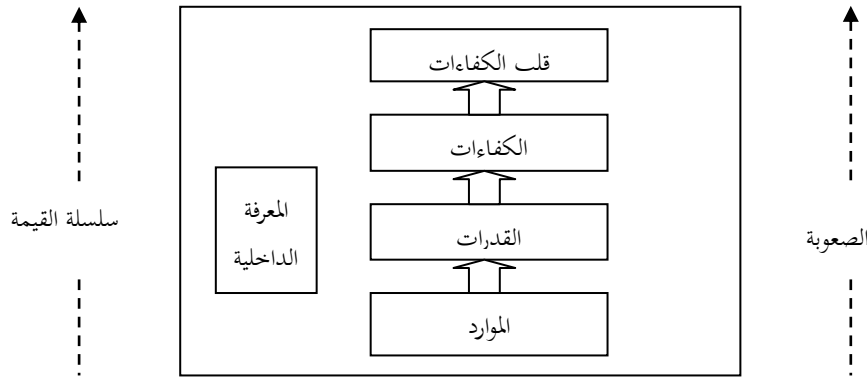 قلب الكفاءات
الكفاءات
المعرفة
الداخلية
سلسلة القيمة
القدرات
الصعوبة
الموارد